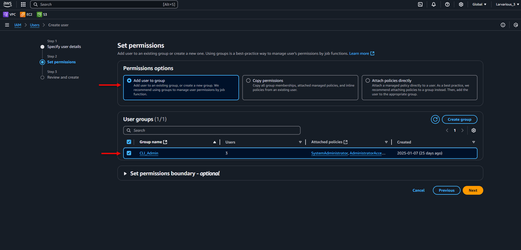 aws Search [Alt+S] Global
VPC EC2 S3
IAM > Users > Create user
Step 1
Specify user details
Step 2
Set permissions
Step 3
Review and create
Set permissions
Add user to an existing group or create a new one. Using groups is a best-practice way to manage user's permissions by job functions. Learn more
Permissions options
Add user to group
Add user to an existing group, or create a new group. We recommend using groups to manage user permissions by job function.
Copy permissions
Copy all group memberships, attached managed policies, and inline policies from an existing user.
Attach policies directly
Attach a managed policy directly to a user. As a best practice, we recommend attaching policies to a group instead. Then, add the user to the appropriate group.
User groups (1/1)
Create group
Search
1
Group name Users Attached policies Created
CLI_Admin 3 SystemAdministrator, AdministratorAcce... 2025-01-07 (25 days ago)
Set permissions boundary - optional
Cancel Previous Next